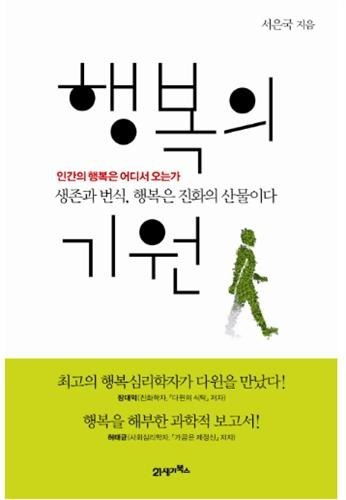 서은국 지음
행복의
인간의 행복은 어디서 오는가
생존과 번식, 행복은 진화의 산물이다
기원
최고의 행복심리학자가 다윈을 만났다!
장대익(진화학자, 『다윈의 식탁』 저자)
행복을 해부한 과학적 보고서!
허태균(사회심리학자, 『가끔은 제정신』 저자)
21세기북스